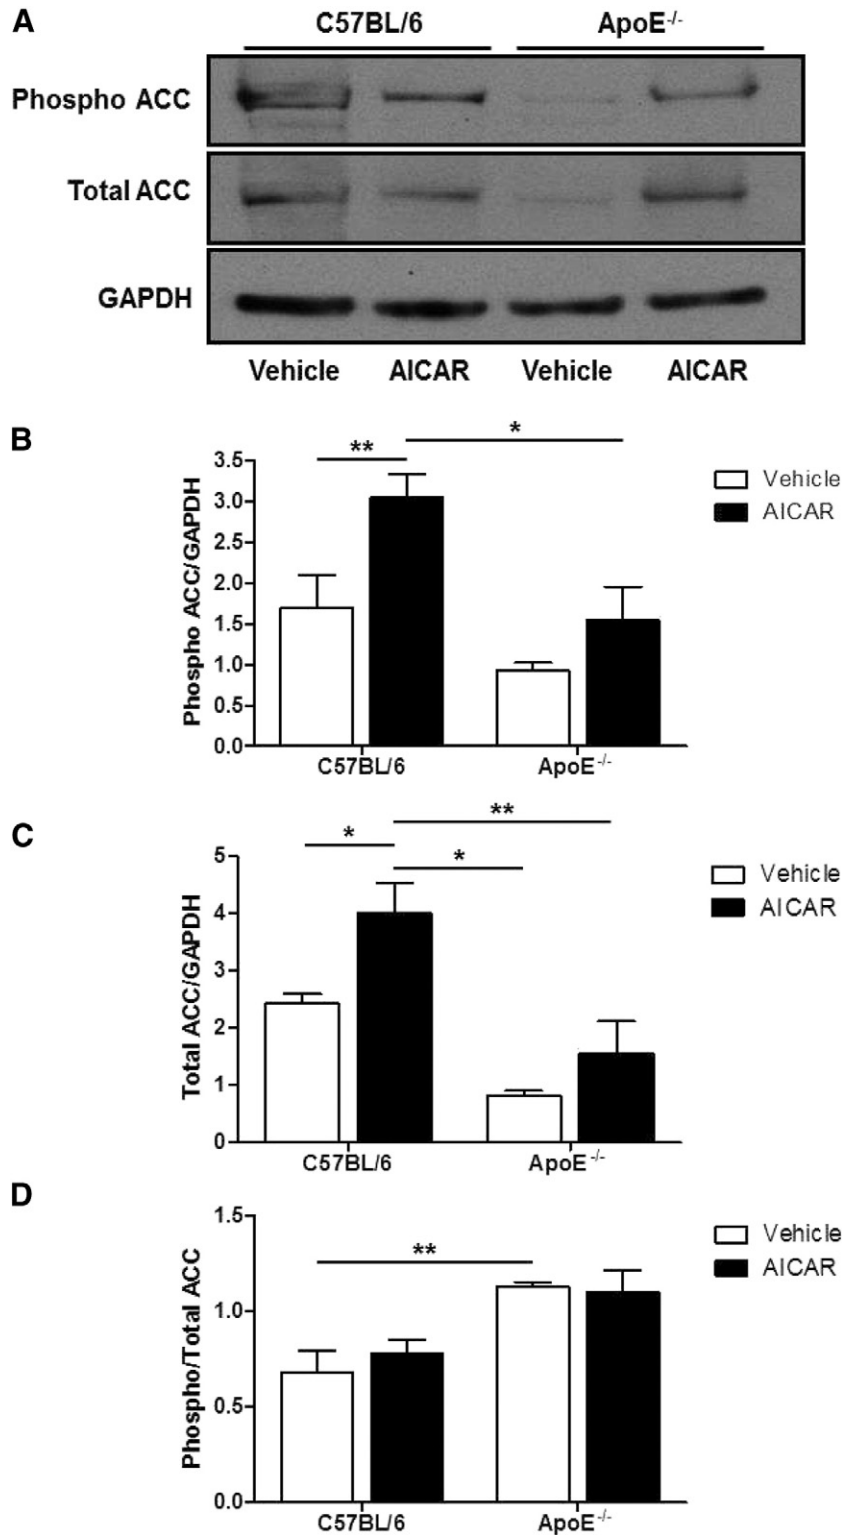 A
C57BL/6 ApoE-/-
Phospho ACC
Total ACC
GAPDH
Vehicle AICAR Vehicle AICAR
B
** *
Phospho ACC/GAPDH
3.5
3.0
2.5
2.0
1.5
1.0
0.5
0.0
C57BL/6 ApoE-/-
Vehicle
AICAR
C
**
* *
Total ACC/GAPDH
5
4
3
2
1
0
C57BL/6 ApoE-/-
Vehicle
AICAR
D
**
Phospho/Total ACC
1.5
1.0
0.5
0.0
C57BL/6 ApoE-/-
Vehicle
AICAR